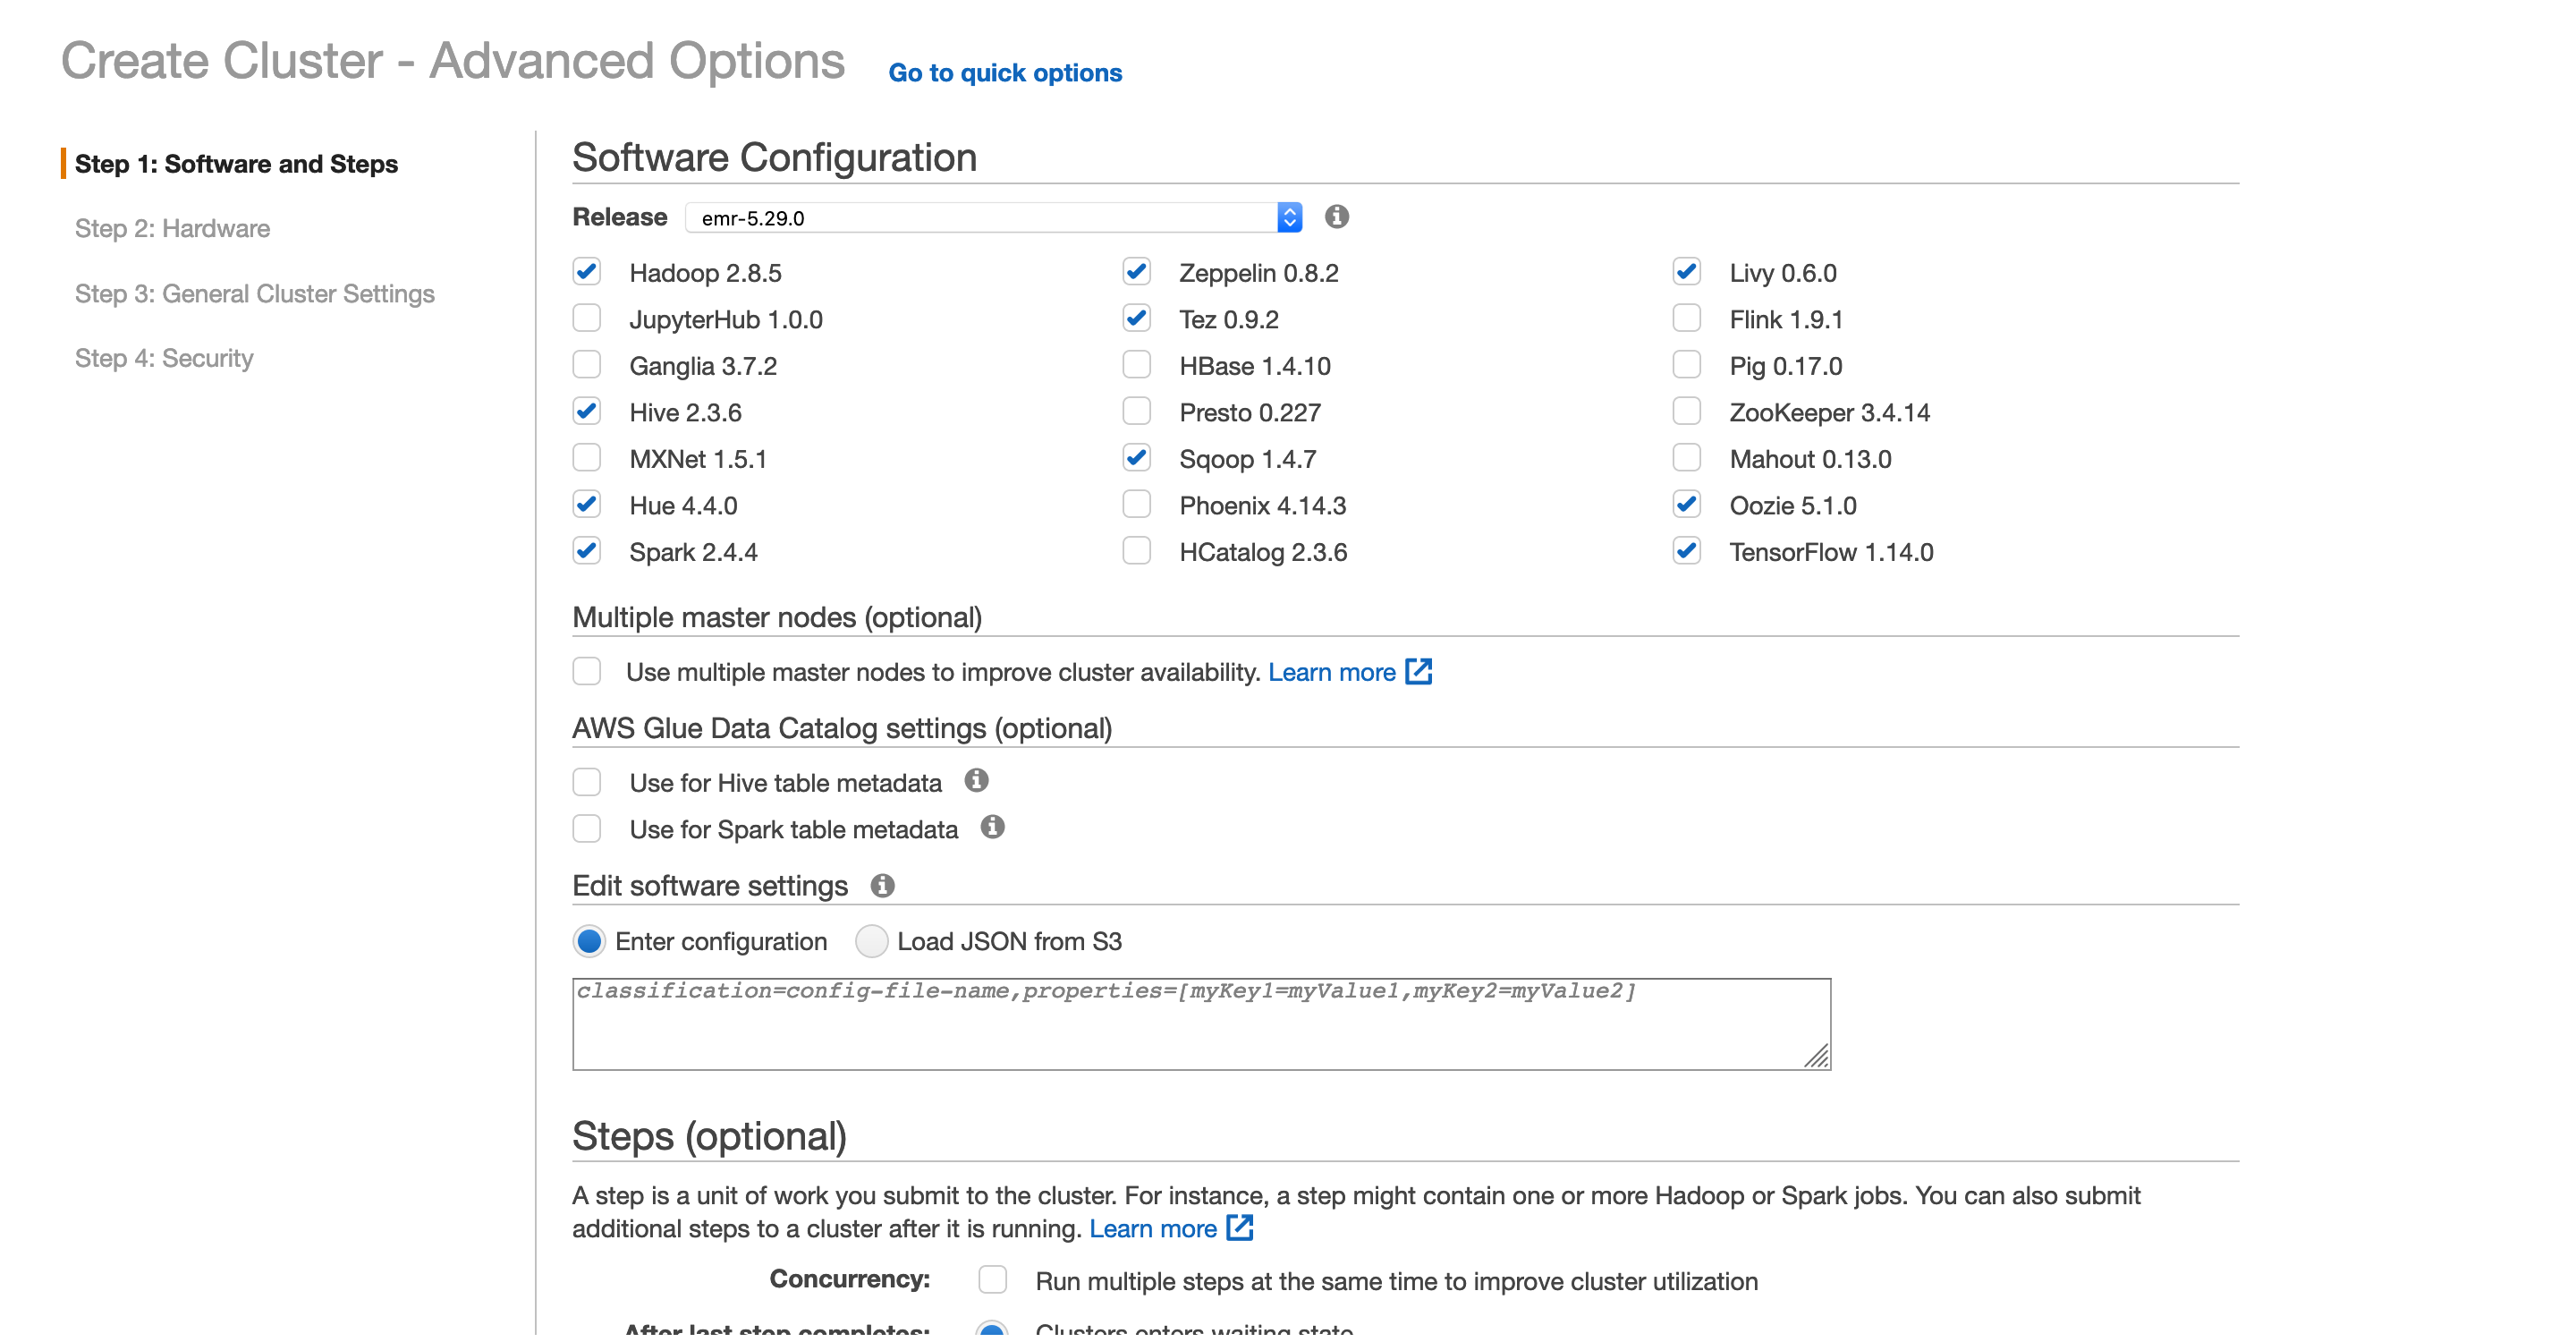 Create Cluster - Advanced Options Go to quick options
Step 1: Software and Steps
Step 2: Hardware
Step 3: General Cluster Settings
Step 4: Security
Software Configuration
Release emr-5.29.0
Hadoop 2.8.5 Zeppelin 0.8.2 Livy 0.6.0
JupyterHub 1.0.0 Tez 0.9.2 Flink 1.9.1
Ganglia 3.7.2 HBase 1.4.10 Pig 0.17.0
Hive 2.3.6 Presto 0.227 ZooKeeper 3.4.14
MXNet 1.5.1 Sqoop 1.4.7 Mahout 0.13.0
Hue 4.4.0 Phoenix 4.14.3 Oozie 5.1.0
Spark 2.4.4 HCatalog 2.3.6 TensorFlow 1.14.0
Multiple master nodes (optional)
Use multiple master nodes to improve cluster availability. Learn more
AWS Glue Data Catalog settings (optional)
Use for Hive table metadata
Use for Spark table metadata
Edit software settings
Enter configuration Load JSON from S3
classification=config-file-name,properties=[myKey1=myValue1,myKey2=myValue2]
Steps (optional)
A step is a unit of work you submit to the cluster. For instance, a step might contain one or more Hadoop or Spark jobs. You can also submit
additional steps to a cluster after it is running. Learn more
Concurrency: Run multiple steps at the same time to improve cluster utilization
After last step completes: Clusters enters waiting state